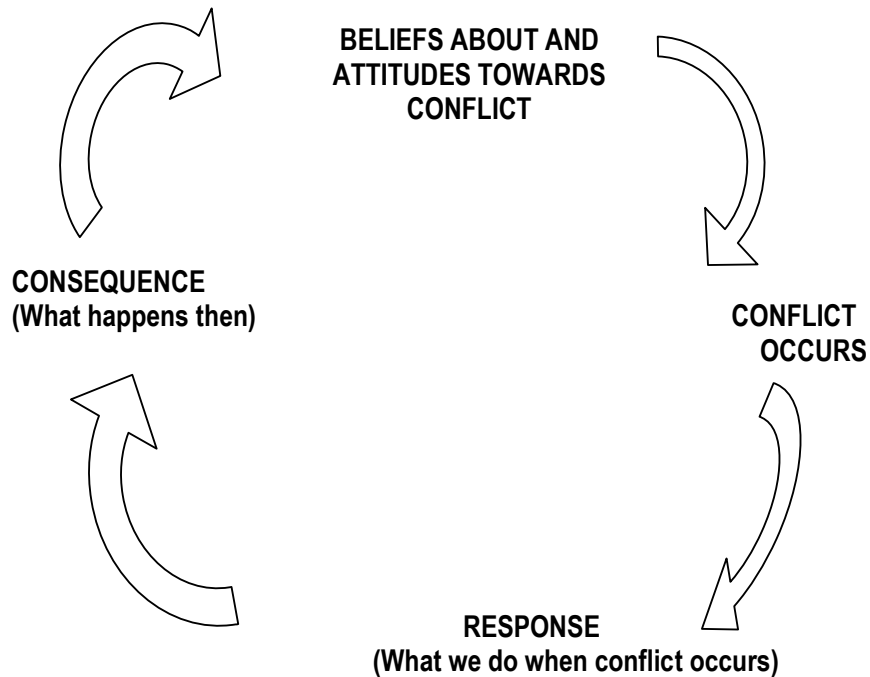 BELIEFS ABOUT AND
ATTITUDES TOWARDS
CONFLICT
CONFLICT
OCCURS
RESPONSE
(What we do when conflict occurs)
CONSEQUENCE
(What happens then)